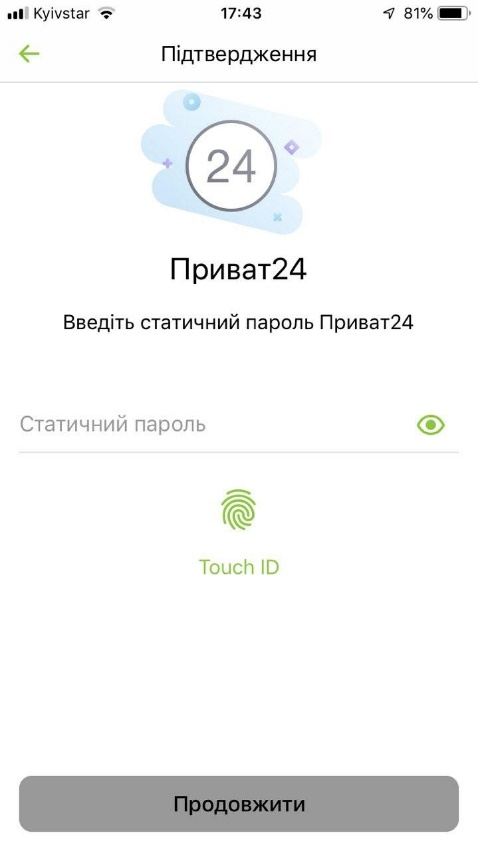 Kyivstar 17:43 81%
Підтвердження
24
Приват24
Введіть статичний пароль Приват24
Статичний пароль
Touch ID
Продовжити